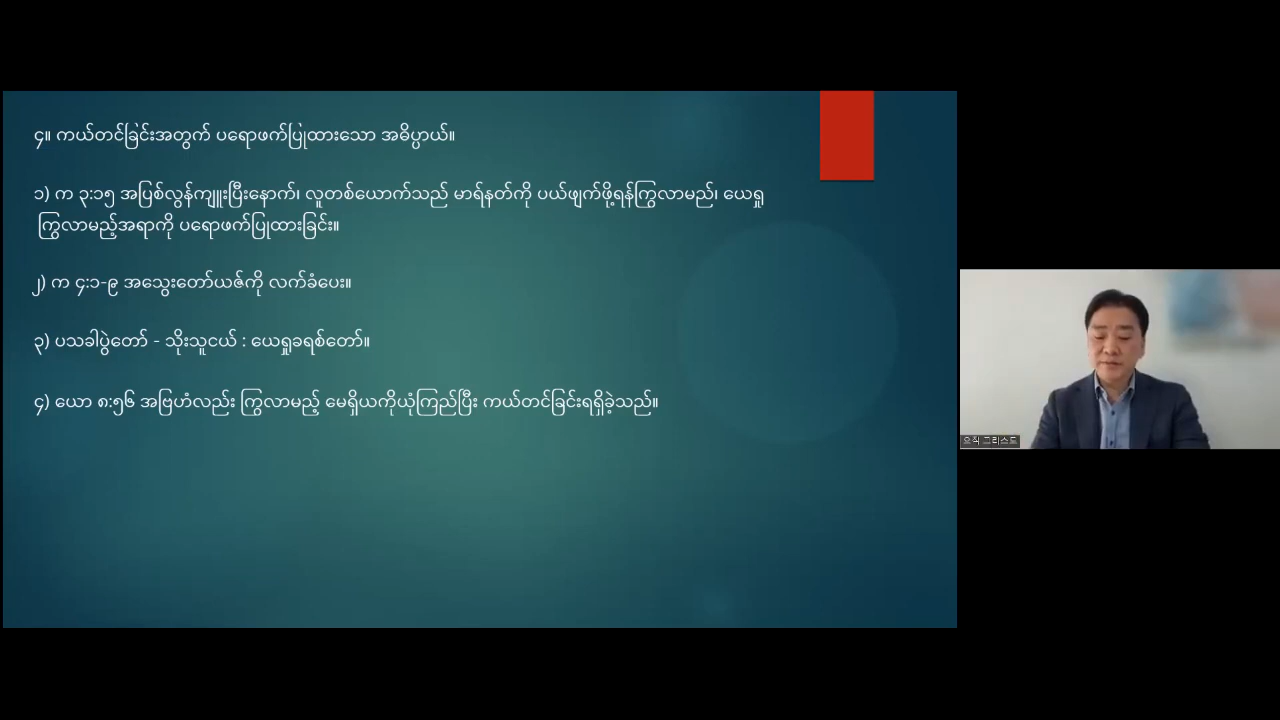 ၄။ ကယ်တင်ခြင်းအတွက် ပရောဖက်ပြုထားသော အဓိပ္ပာယ်။
၁) က ၃:၁၅ အပြစ်လွန်ကျူးပြီးနောက်၊ လူတစ်ယောက်သည် မာရ်နတ်ကို ပယ်ဖျက်ဖို့ရန်ကြွလာမည်၊ ယေရှု
ကြွလာမည့်အရာကို ပရောဖက်ပြုထားခြင်း။
၂) က ၄:၁-၉ အသွေးတော်ယဇ်ကို လက်ခံပေး။
၃) ပသခါပွဲတော် - သိုးသူငယ် : ယေရှုခရစ်တော်။
၄) ယော ၈:၅၆ အဗြဟံလည်း ကြွလာမည့် မေရှိယကိုယုံကြည်ပြီး ကယ်တင်ခြင်းရရှိခဲ့သည်။
오직 그리스도